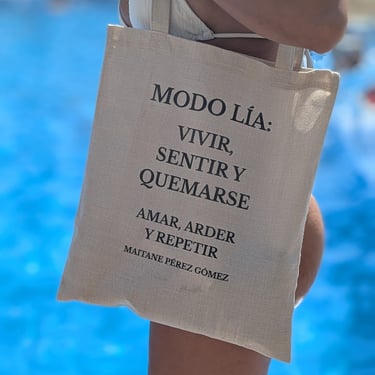 MODO LÍA:
VIVIR,
SENTIR Y
QUEMARSE
AMAR, ARDER
Y REPETIR
MAITANE PÉREZ GÓMEZ